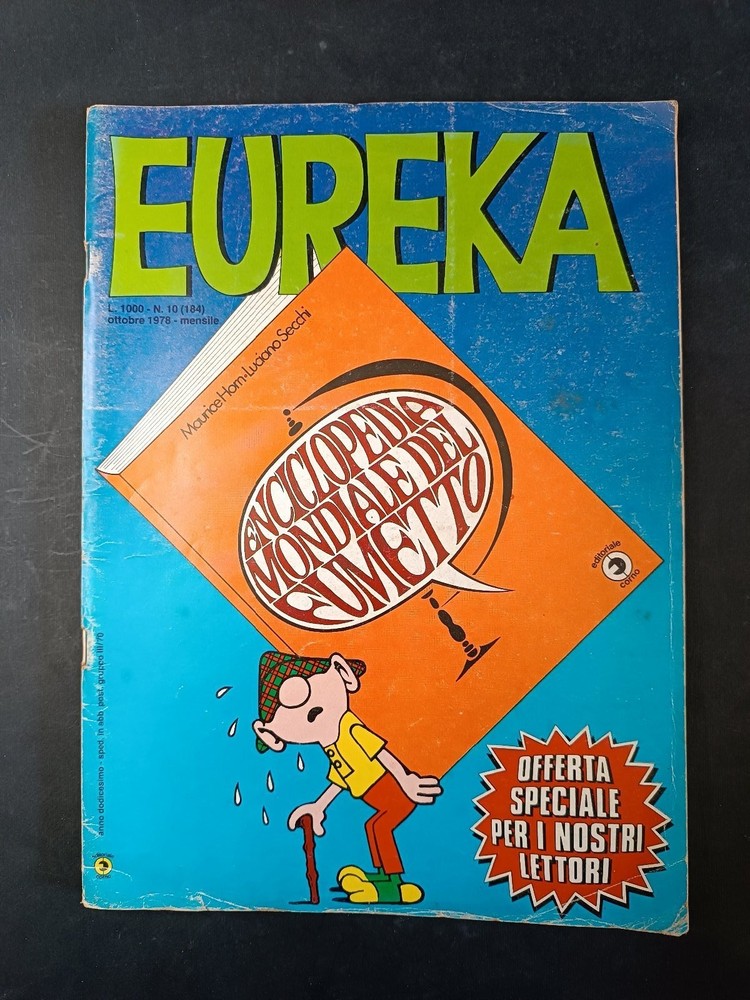 EUREKA
L. 1000 - N. 10 (184)
ottobre 1978 - mensile
Maurice Horn-Luciano Secchi
ENCICLOPEDIA
MONDIALE DEL
FUMETTO
editoriale
corno
anno dodicesimo - sped. in abb. post. gruppo III/70
OFFERTA
SPECIALE
PER I NOSTRI
LETTORI
corno